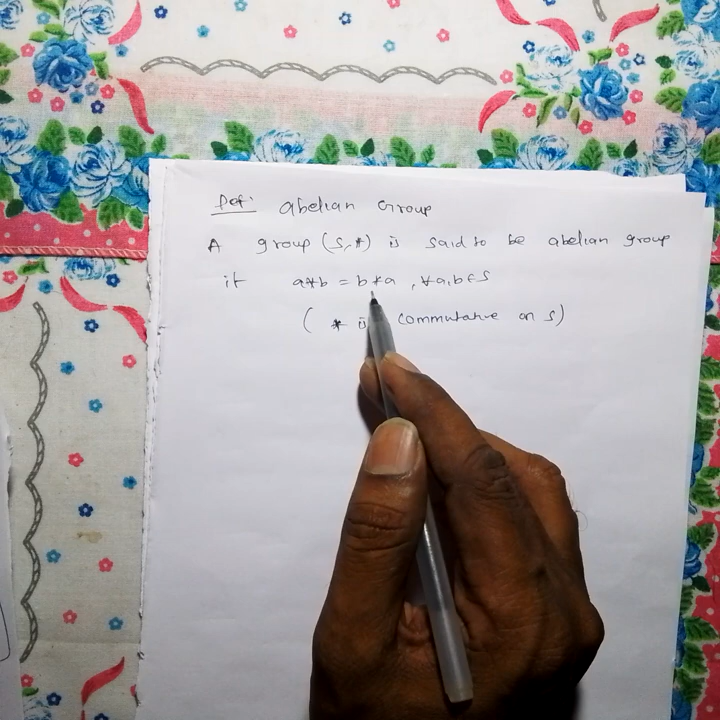 Def: Abelian Group
A group (S,*) is said to be abelian group
if a*b = b*a, ∀a,b∈S
( * is commutative on S)